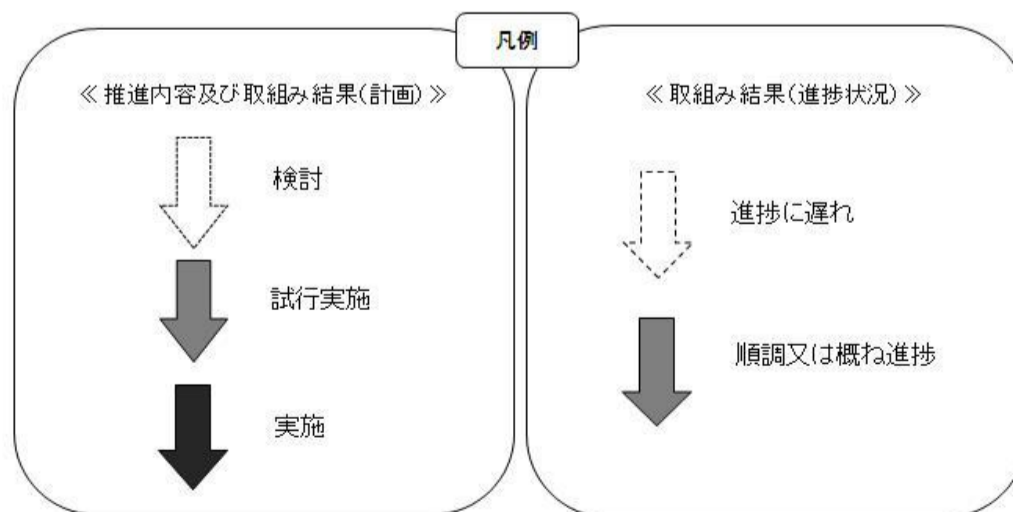 凡例
≪ 推進内容及び取組み結果(計画) ≫
検討
試行実施
実施
≪ 取組み結果(進捗状況) ≫
進捗に遅れ
順調又は概ね進捗